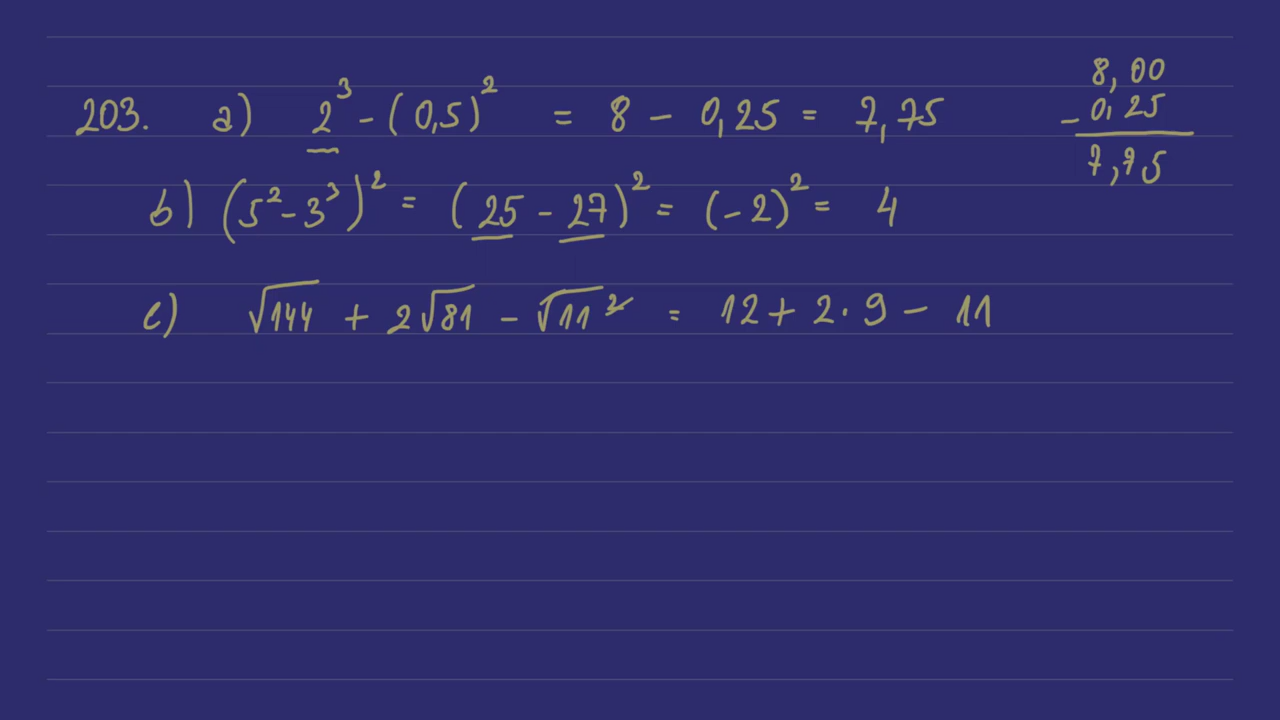 203. a) 2³ - (0,5)² = 8 - 0,25 = 7,75
8,00
- 0,25
7,75
b) (5² - 3³)² = (25 - 27)² = (-2)² = 4
c) √144 + 2√81 - √11² = 12 + 2 · 9 - 11